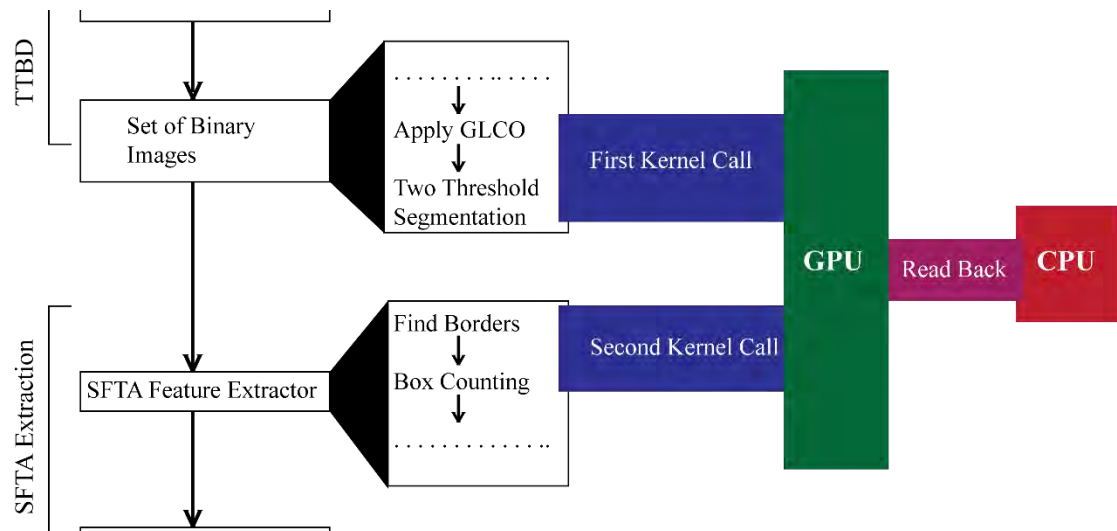 TTBD
Set of Binary
Images
. . . . . . . . .. . . . .
Apply GLCO
Two Threshold
Segmentation
First Kernel Call
GPU
Read Back
CPU
SFTA Extraction
SFTA Feature Extractor
Find Borders
Box Counting
. . . . . . . . . . . . ..
Second Kernel Call